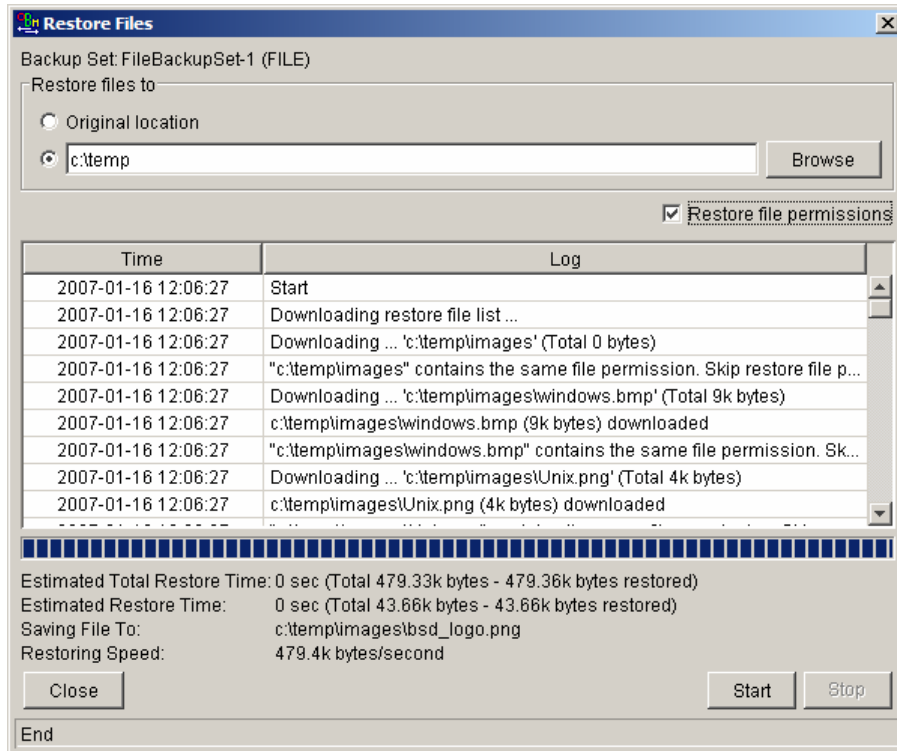 OBM Restore Files
Backup Set: FileBackupSet-1 (FILE)
Restore files to
Original location
c:\temp Browse
Restore file permissions
Time Log
2007-01-16 12:06:27 Start
2007-01-16 12:06:27 Downloading restore file list ...
2007-01-16 12:06:27 Downloading ... 'c:\temp\images' (Total 0 bytes)
2007-01-16 12:06:27 "c:\temp\images" contains the same file permission. Skip restore file p...
2007-01-16 12:06:27 Downloading ... 'c:\temp\images\windows.bmp' (Total 9k bytes)
2007-01-16 12:06:27 c:\temp\images\windows.bmp (9k bytes) downloaded
2007-01-16 12:06:27 "c:\temp\images\windows.bmp" contains the same file permission. Sk...
2007-01-16 12:06:27 Downloading ... 'c:\temp\images\Unix.png' (Total 4k bytes)
2007-01-16 12:06:27 c:\temp\images\Unix.png (4k bytes) downloaded
Estimated Total Restore Time: 0 sec (Total 479.33k bytes - 479.36k bytes restored)
Estimated Restore Time: 0 sec (Total 43.66k bytes - 43.66k bytes restored)
Saving File To: c:\temp\images\bsd_logo.png
Restoring Speed: 479.4k bytes/second
Close Start Stop
End